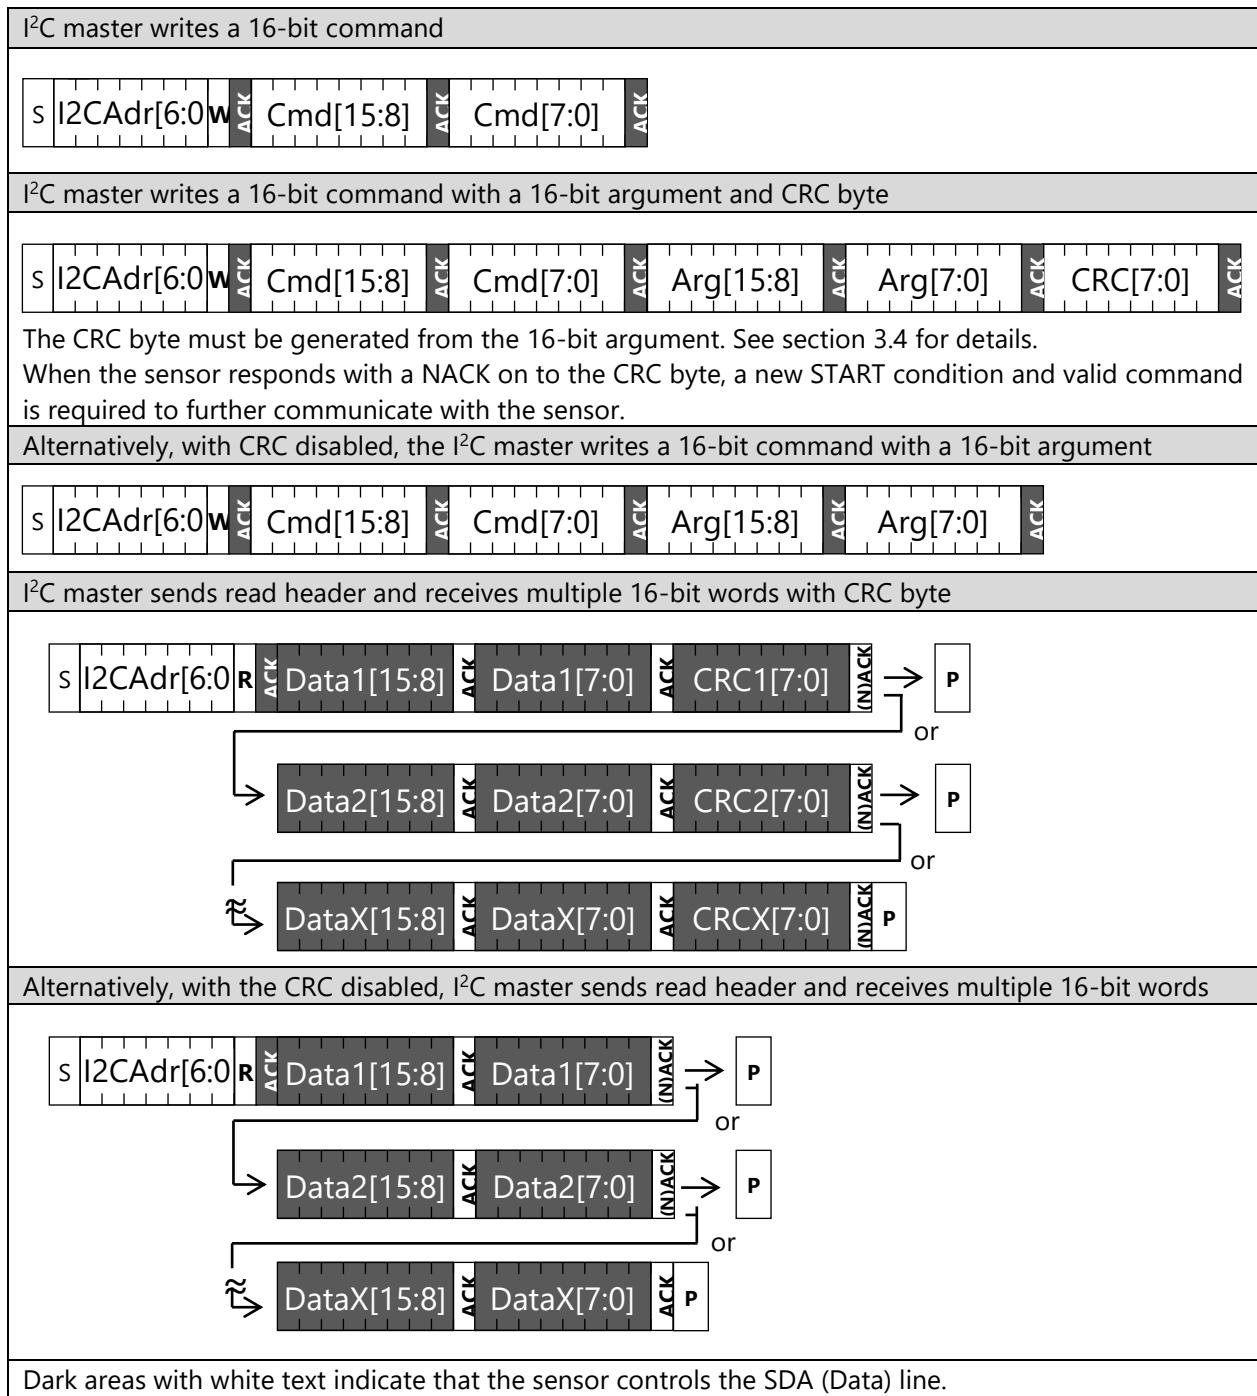 I²C master writes a 16-bit command
S I2CAdr[6:0 W ACK Cmd[15:8] ACK Cmd[7:0] ACK
I²C master writes a 16-bit command with a 16-bit argument and CRC byte
S I2CAdr[6:0 W ACK Cmd[15:8] ACK Cmd[7:0] ACK Arg[15:8] ACK Arg[7:0] ACK CRC[7:0] ACK
The CRC byte must be generated from the 16-bit argument. See section 3.4 for details.
When the sensor responds with a NACK on to the CRC byte, a new START condition and valid command
is required to further communicate with the sensor.
Alternatively, with CRC disabled, the I²C master writes a 16-bit command with a 16-bit argument
S I2CAdr[6:0 W ACK Cmd[15:8] ACK Cmd[7:0] ACK Arg[15:8] ACK Arg[7:0] ACK
I²C master sends read header and receives multiple 16-bit words with CRC byte
S I2CAdr[6:0 R ACK Data1[15:8] ACK Data1[7:0] ACK CRC1[7:0] (N)ACK P
or
Data2[15:8] ACK Data2[7:0] ACK CRC2[7:0] (N)ACK P
or
DataX[15:8] ACK DataX[7:0] ACK CRCX[7:0] (N)ACK P
Alternatively, with the CRC disabled, I²C master sends read header and receives multiple 16-bit words
S I2CAdr[6:0 R ACK Data1[15:8] ACK Data1[7:0] (N)ACK P
or
Data2[15:8] ACK Data2[7:0] (N)ACK P
or
DataX[15:8] ACK DataX[7:0] ACK P
Dark areas with white text indicate that the sensor controls the SDA (Data) line.